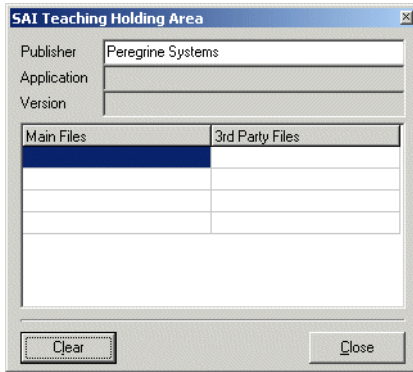 SAI Teaching Holding Area
Publisher Peregrine Systems
Application
Version
Main Files 3rd Party Files
Clear Close